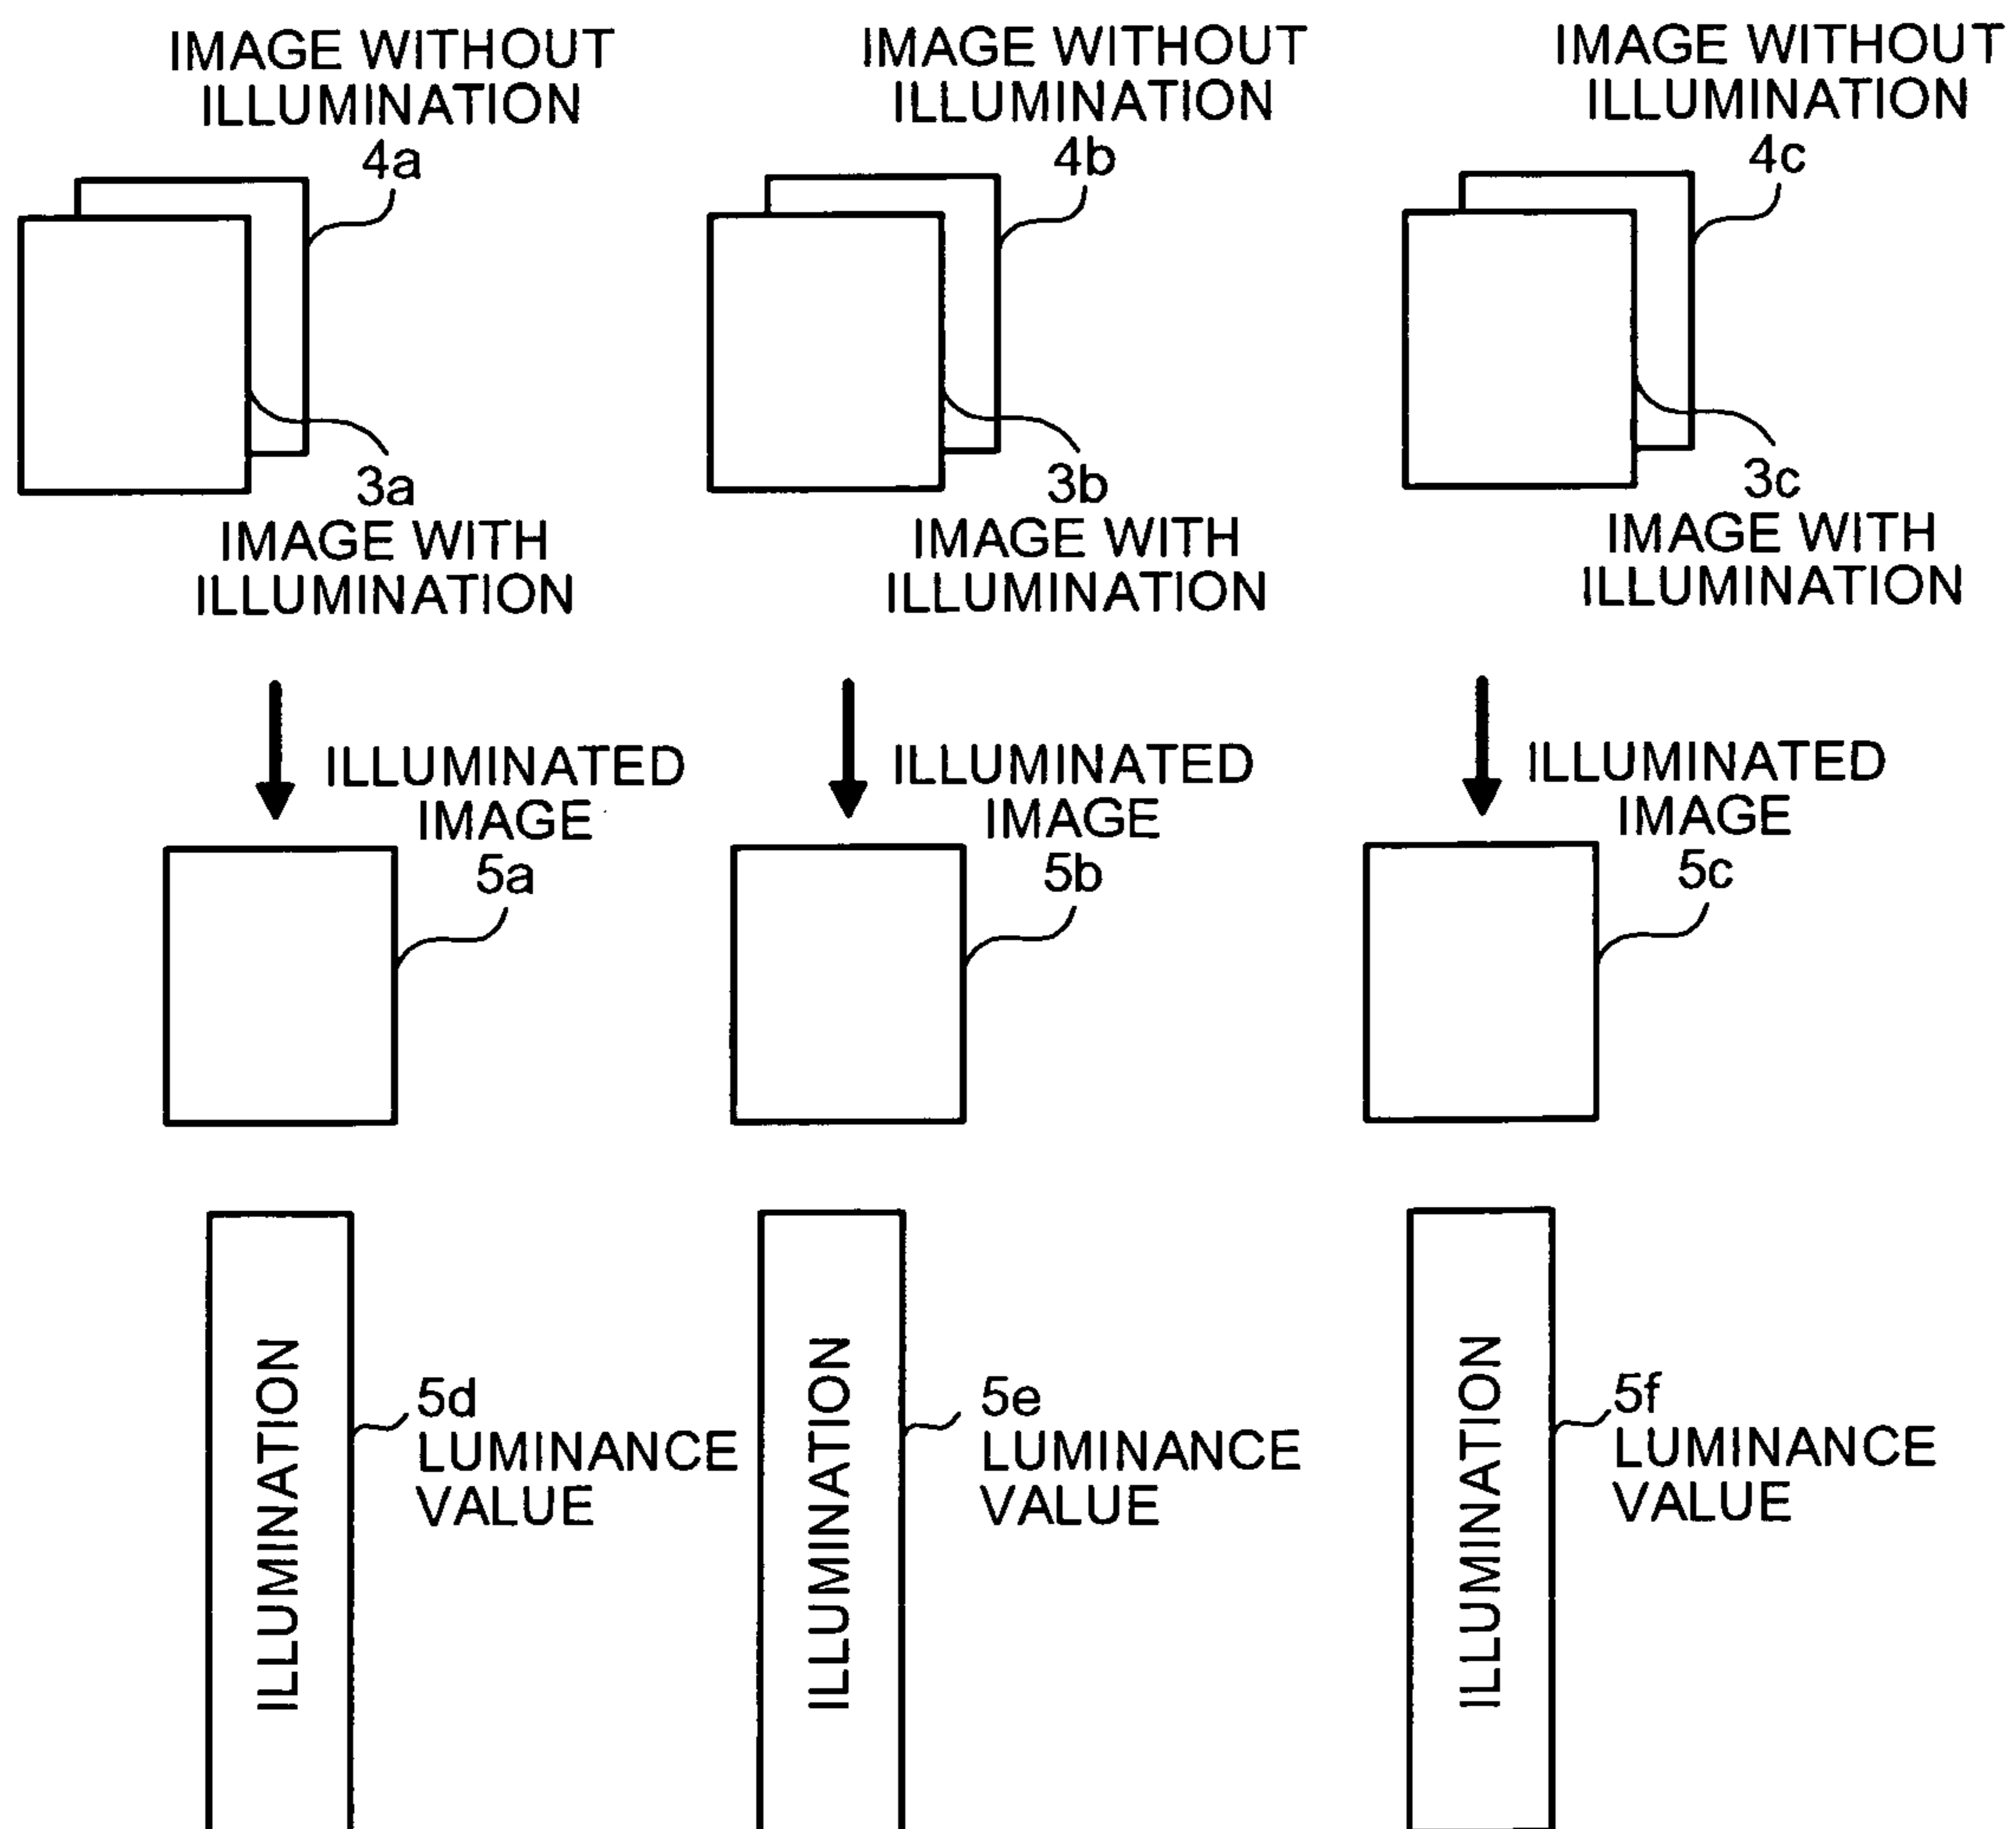 IMAGE WITHOUT
ILLUMINATION
4a
3a
IMAGE WITH
ILLUMINATION
IMAGE WITHOUT
ILLUMINATION
4b
3b
IMAGE WITH
ILLUMINATION
IMAGE WITHOUT
ILLUMINATION
4c
3c
IMAGE WITH
ILLUMINATION
ILLUMINATED
IMAGE
5a
ILLUMINATED
IMAGE
5b
ILLUMINATED
IMAGE
5c
ILLUMINATION
5d
LUMINANCE
VALUE
ILLUMINATION
5e
LUMINANCE
VALUE
ILLUMINATION
5f
LUMINANCE
VALUE